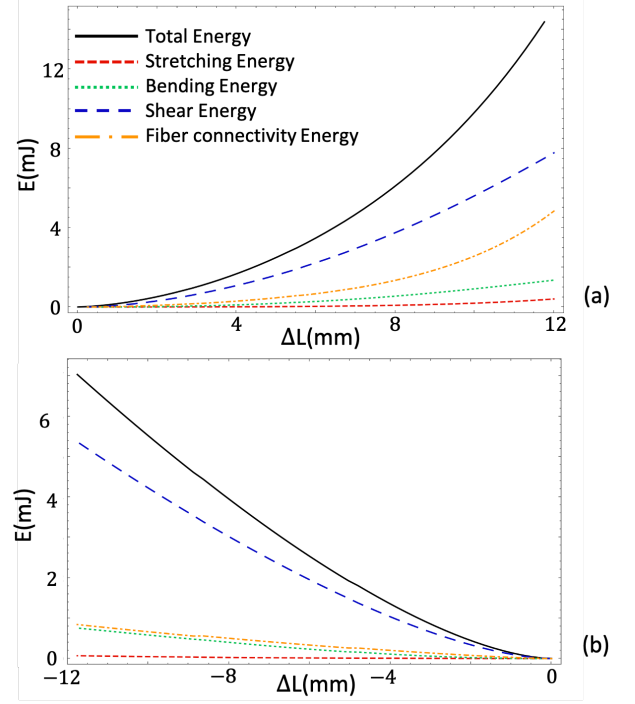 (a)
Total Energy
Stretching Energy
Bending Energy
Shear Energy
Fiber connectivity Energy
12
8
4
0
E(mJ)
0 4 8 12
ΔL(mm)
6
4
2
0
E(mJ)
(b)
−12 −8 −4 0
ΔL(mm)